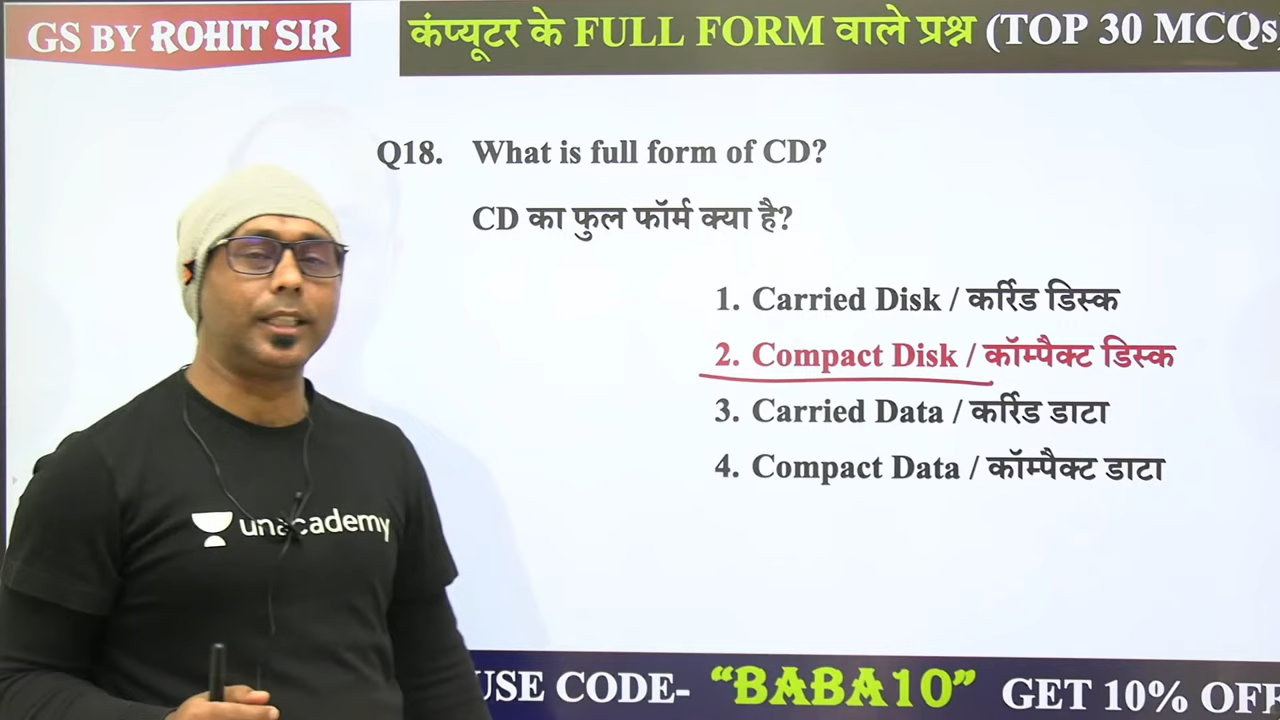 GS BY ROHIT SIR
कंप्यूटर के FULL FORM वाले प्रश्न (TOP 30 MCQs)
Q18. What is full form of CD?
CD का फुल फॉर्म क्या है?
1. Carried Disk / कर्रिड डिस्क
2. Compact Disk / कॉम्पैक्ट डिस्क
3. Carried Data / कर्रिड डाटा
4. Compact Data / कॉम्पैक्ट डाटा
unacademy
USE CODE- “BABA10” GET 10% OFF